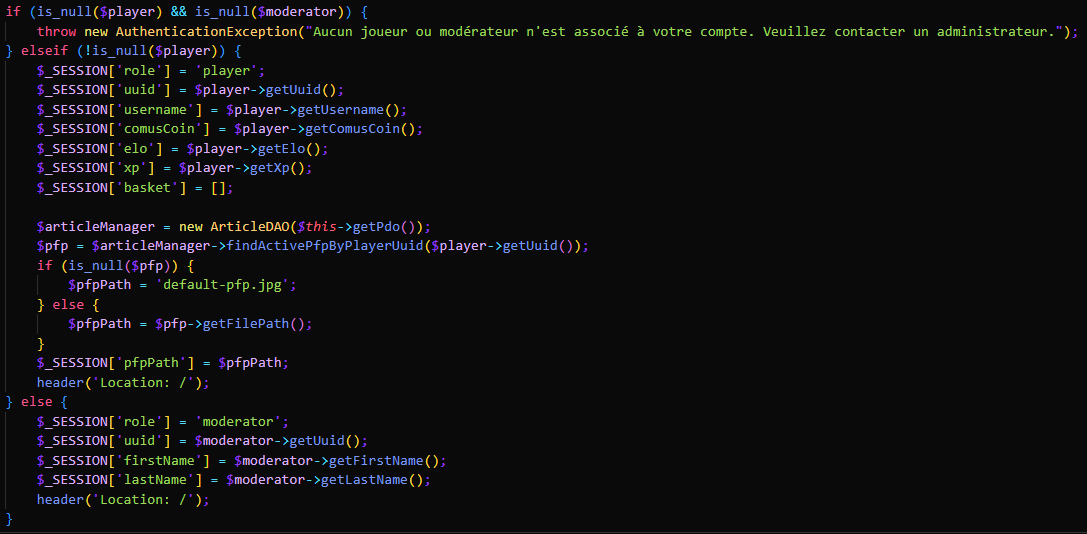 if (is_null($player) && is_null($moderator)) {
    throw new AuthenticationException("Aucun joueur ou modérateur n'est associé à votre compte. Veuillez contacter un administrateur.");
} elseif (!is_null($player)) {
    $_SESSION['role'] = 'player';
    $_SESSION['uuid'] = $player->getUuid();
    $_SESSION['username'] = $player->getUsername();
    $_SESSION['comusCoin'] = $player->getComusCoin();
    $_SESSION['elo'] = $player->getElo();
    $_SESSION['xp'] = $player->getXp();
    $_SESSION['basket'] = [];

    $articleManager = new ArticleDAO($this->getPdo());
    $pfp = $articleManager->findActivePfpByPlayerUuid($player->getUuid());
    if (is_null($pfp)) {
        $pfpPath = 'default-pfp.jpg';
    } else {
        $pfpPath = $pfp->getFilePath();
    }
    $_SESSION['pfpPath'] = $pfpPath;
    header('Location: /');
} else {
    $_SESSION['role'] = 'moderator';
    $_SESSION['uuid'] = $moderator->getUuid();
    $_SESSION['firstName'] = $moderator->getFirstName();
    $_SESSION['lastName'] = $moderator->getLastName();
    header('Location: /');
}